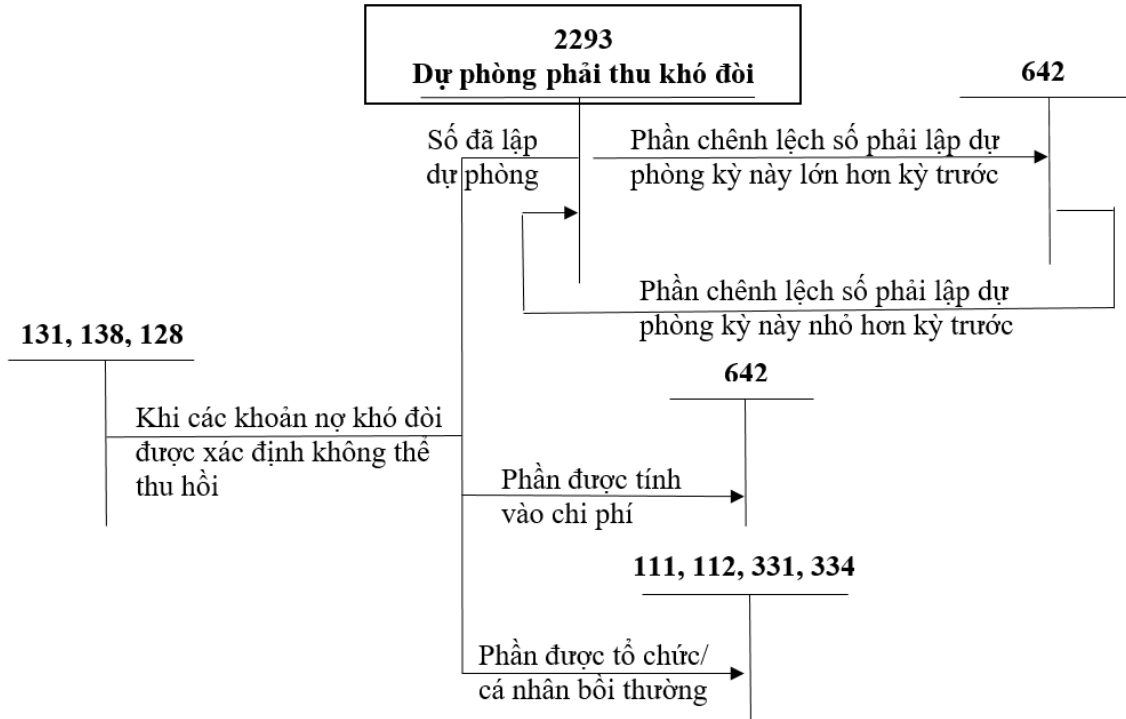 2293
Dự phòng phải thu khó đòi
642
Số đã lập
dự phòng
Phần chênh lệch số phải lập dự
phòng kỳ này lớn hơn kỳ trước
Phần chênh lệch số phải lập dự
phòng kỳ này nhỏ hơn kỳ trước
131, 138, 128
642
Khi các khoản nợ khó đòi
được xác định không thể
thu hồi
Phần được tính
vào chi phí
111, 112, 331, 334
Phần được tổ chức/
cá nhân bồi thường